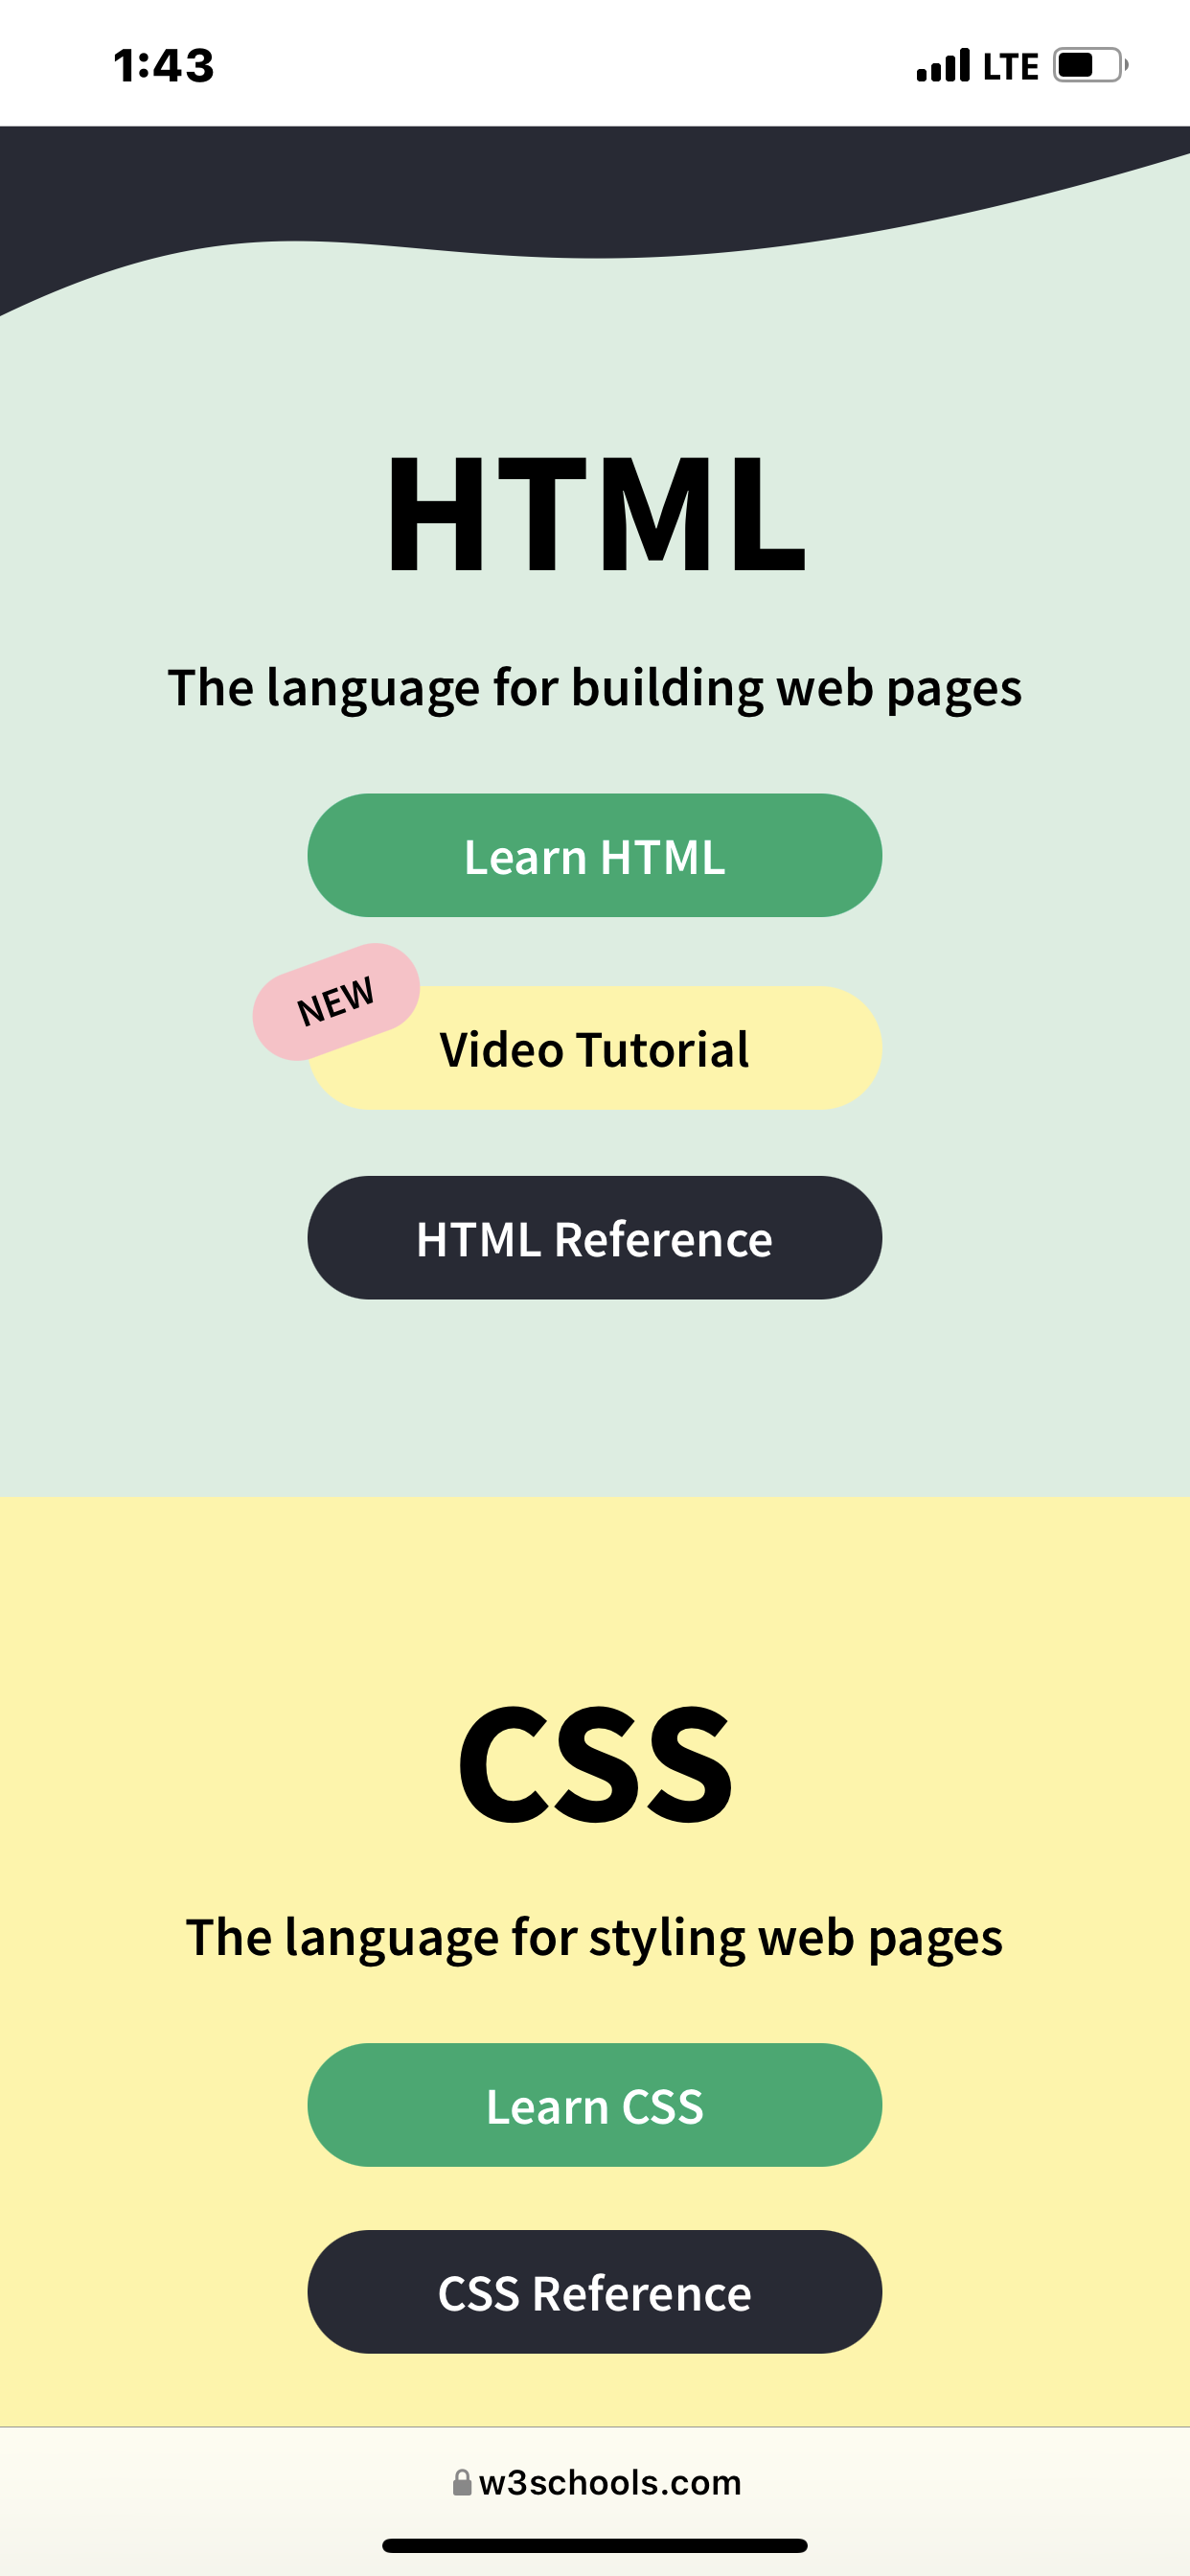 1:43 LTE
HTML
The language for building web pages
Learn HTML
NEW
Video Tutorial
HTML Reference
CSS
The language for styling web pages
Learn CSS
CSS Reference
w3schools.com